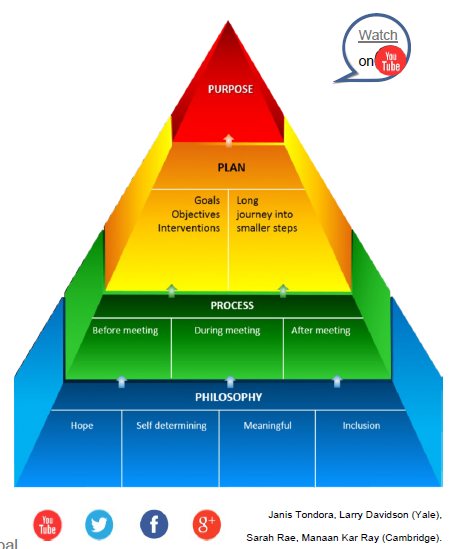 Watch
on You
Tube
PURPOSE
PLAN
Goals
Objectives
Interventions
Long
journey into
smaller steps
PROCESS
Before meeting
During meeting
After meeting
PHILOSOPHY
Hope
Self determining
Meaningful
Inclusion
You
Tube
f
g+
Janis Tondora, Larry Davidson (Yale),
Sarah Rae, Manaan Kar Ray (Cambridge).